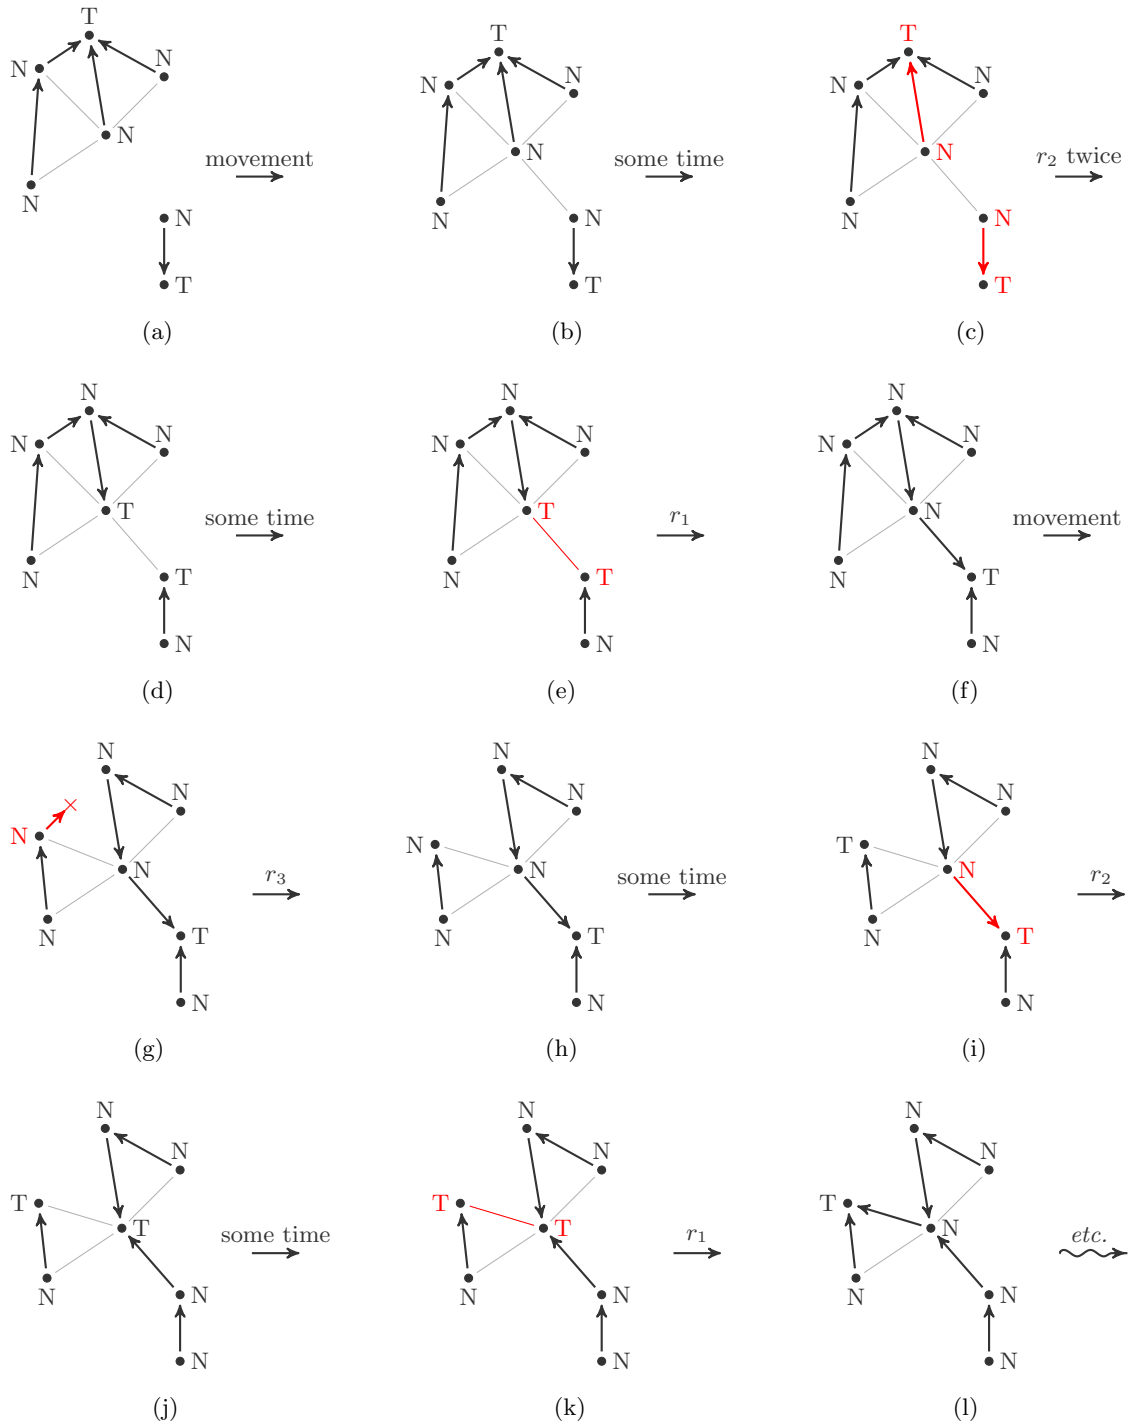 T T T
N N N N N N
N N N
movement some time r₂ twice
N N N
N N N
T T T
(a) (b) (c)
N N N
N N N N N N
T T N
some time r₁ movement
N N N
T T T
N N N
(d) (e) (f)
N N N
N N N
N × N T
N N N
r₃ some time r₂
N N N
T T T
N N N
(g) (h) (i)
N N N
N N N
T T T
T T N
some time r₁ etc.
N N N
N N N
N N N
(j) (k) (l)